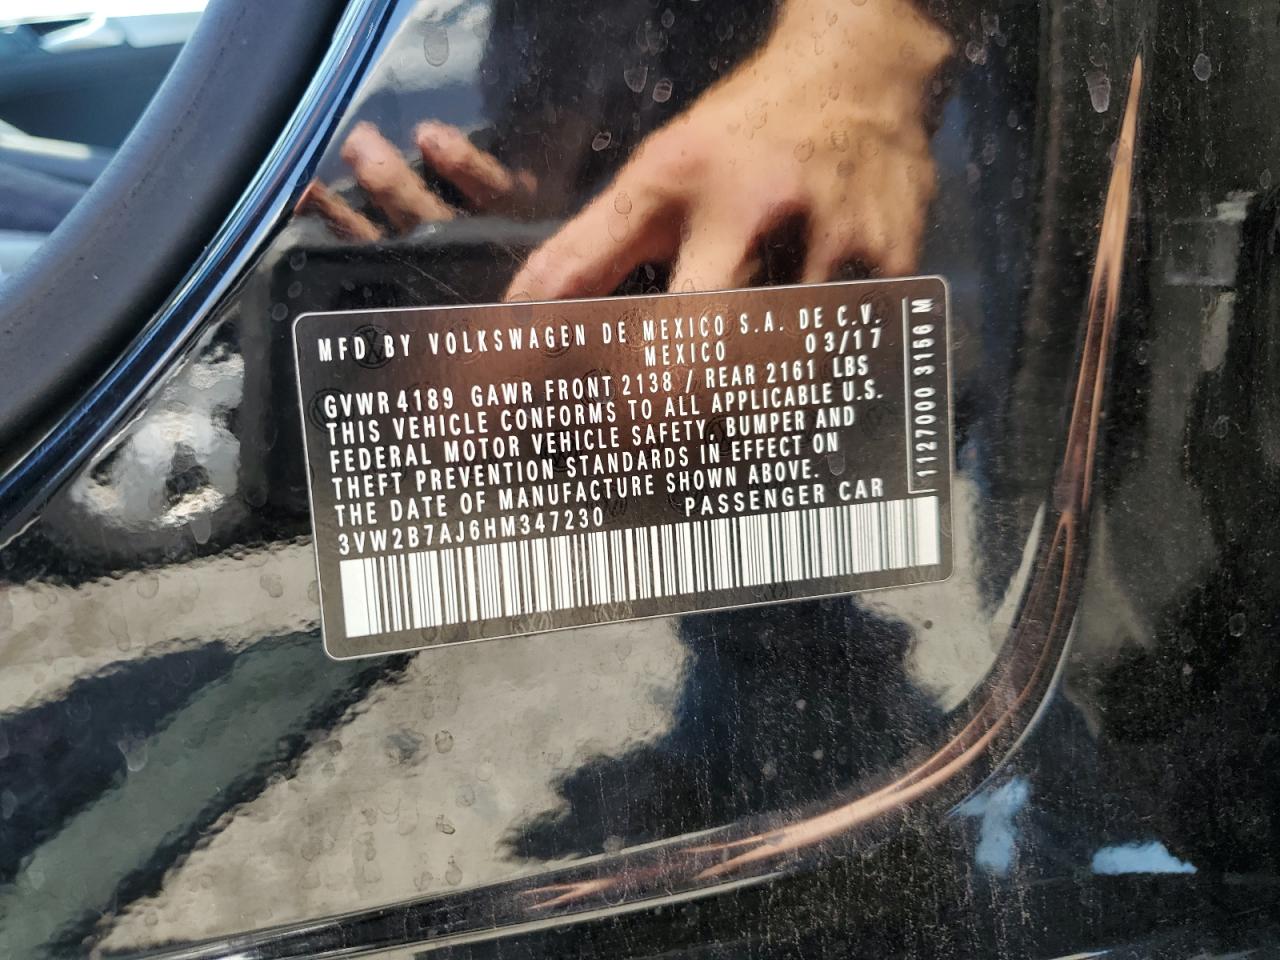 MFD BY VOLKSWAGEN DE MEXICO S.A. DE C.V.
MEXICO 03/17
GVWR 4189 GAWR FRONT 2138 / REAR 2161 LBS
THIS VEHICLE CONFORMS TO ALL APPLICABLE U.S.
FEDERAL MOTOR VEHICLE SAFETY, BUMPER AND
THEFT PREVENTION STANDARDS IN EFFECT ON
THE DATE OF MANUFACTURE SHOWN ABOVE.
3VW2B7AJ6HM347230 PASSENGER CAR
1127000 3156 M